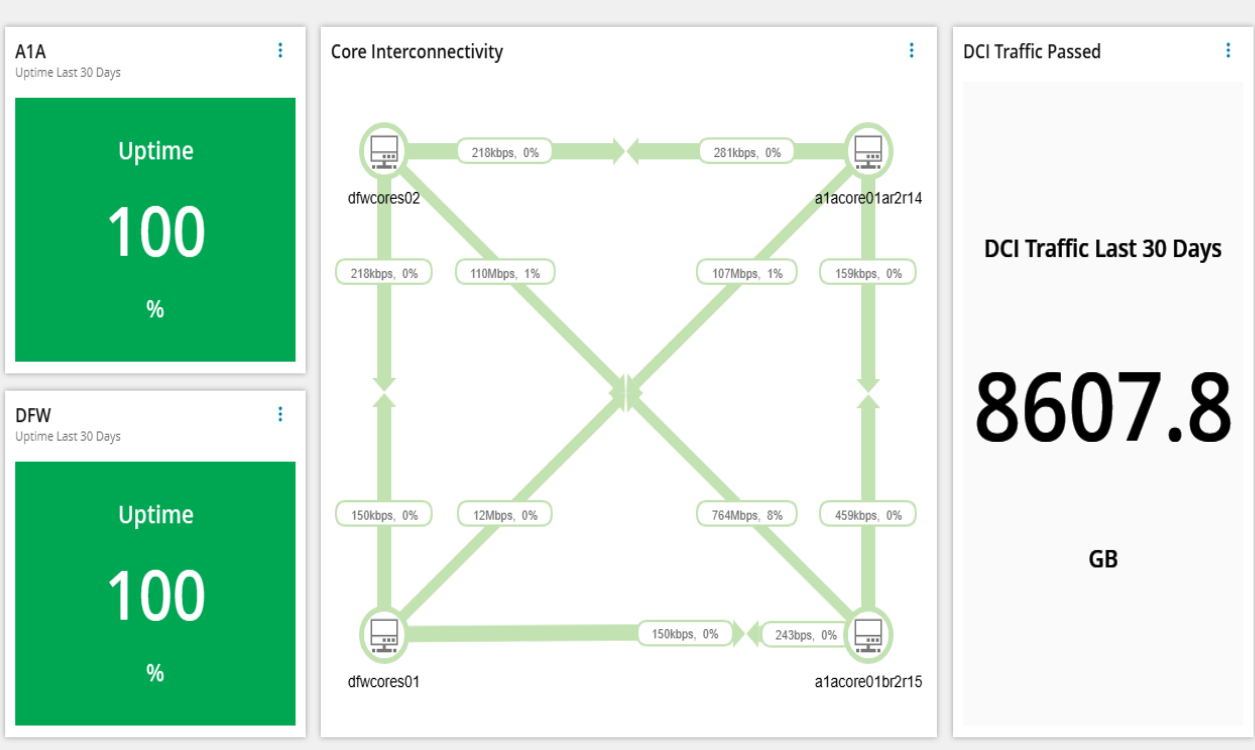 A1A
Uptime Last 30 Days
Uptime
100
%
DFW
Uptime Last 30 Days
Uptime
100
%
Core Interconnectivity
218kbps, 0%
281kbps, 0%
dfwcores02
a1acore01ar2r14
218kbps, 0%
110Mbps, 1%
107Mbps, 1%
159kbps, 0%
150kbps, 0%
12Mbps, 0%
764Mbps, 8%
459kbps, 0%
150kbps, 0%
243bps, 0%
dfwcores01
a1acore01br2r15
DCI Traffic Passed
DCI Traffic Last 30 Days
8607.8
GB